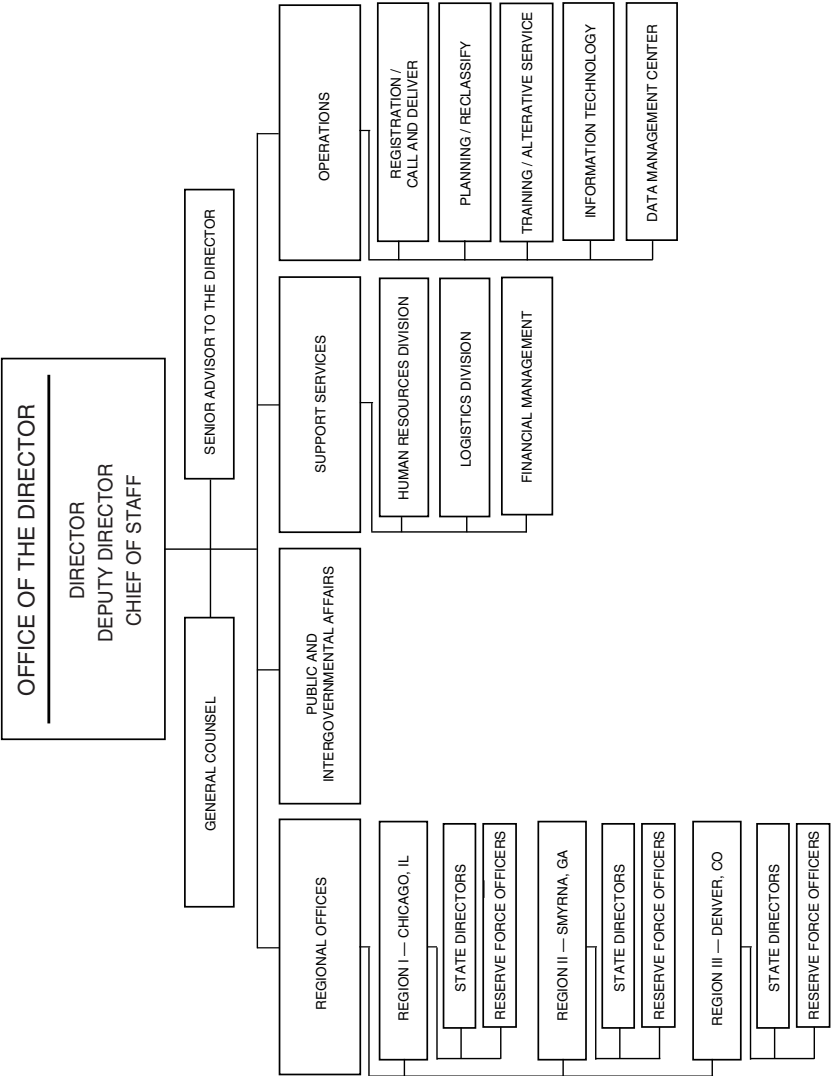 OFFICE OF THE DIRECTOR
DIRECTOR
DEPUTY DIRECTOR
CHIEF OF STAFF
GENERAL COUNSEL
SENIOR ADVISOR TO THE DIRECTOR
REGIONAL OFFICES
REGION I — CHICAGO, IL
STATE DIRECTORS
RESERVE FORCE OFFICERS
REGION II — SMYRNA, GA
STATE DIRECTORS
RESERVE FORCE OFFICERS
REGION III — DENVER, CO
STATE DIRECTORS
RESERVE FORCE OFFICERS
PUBLIC AND
INTERGOVERNMENTAL AFFAIRS
SUPPORT SERVICES
HUMAN RESOURCES DIVISION
LOGISTICS DIVISION
FINANCIAL MANAGEMENT
OPERATIONS
REGISTRATION /
CALL AND DELIVER
PLANNING / RECLASSIFY
TRAINING / ALTERATIVE SERVICE
INFORMATION TECHNOLOGY
DATA MANAGEMENT CENTER